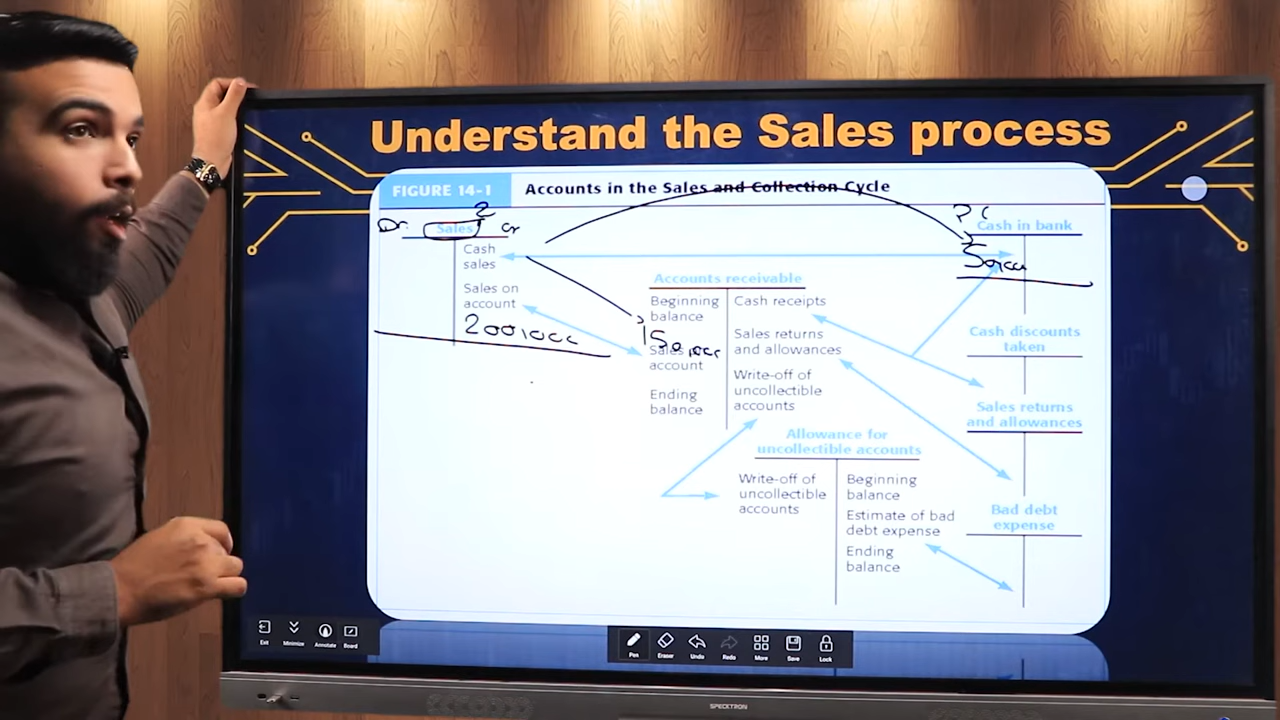 Understand the Sales process
FIGURE 14-1
Accounts in the Sales and Collection Cycle
Dr.
Sales
2
Cr
Cash
sales
Sales on
account
200,000
Accounts receivable
Beginning
balance
150,000
Sales
account
Ending
balance
Cash receipts
Sales returns
and allowances
Write-off of
uncollectible
accounts
Allowance for
uncollectible accounts
Write-off of
uncollectible
accounts
Beginning
balance
Estimate of bad
debt expense
Ending
balance
Cash in bank
Cash discounts
taken
Sales returns
and allowances
Bad debt
expense
Exit
Minimize
Annotate
Board
Pen
Eraser
Undo
Redo
More
Save
Lock
SPECKTRON